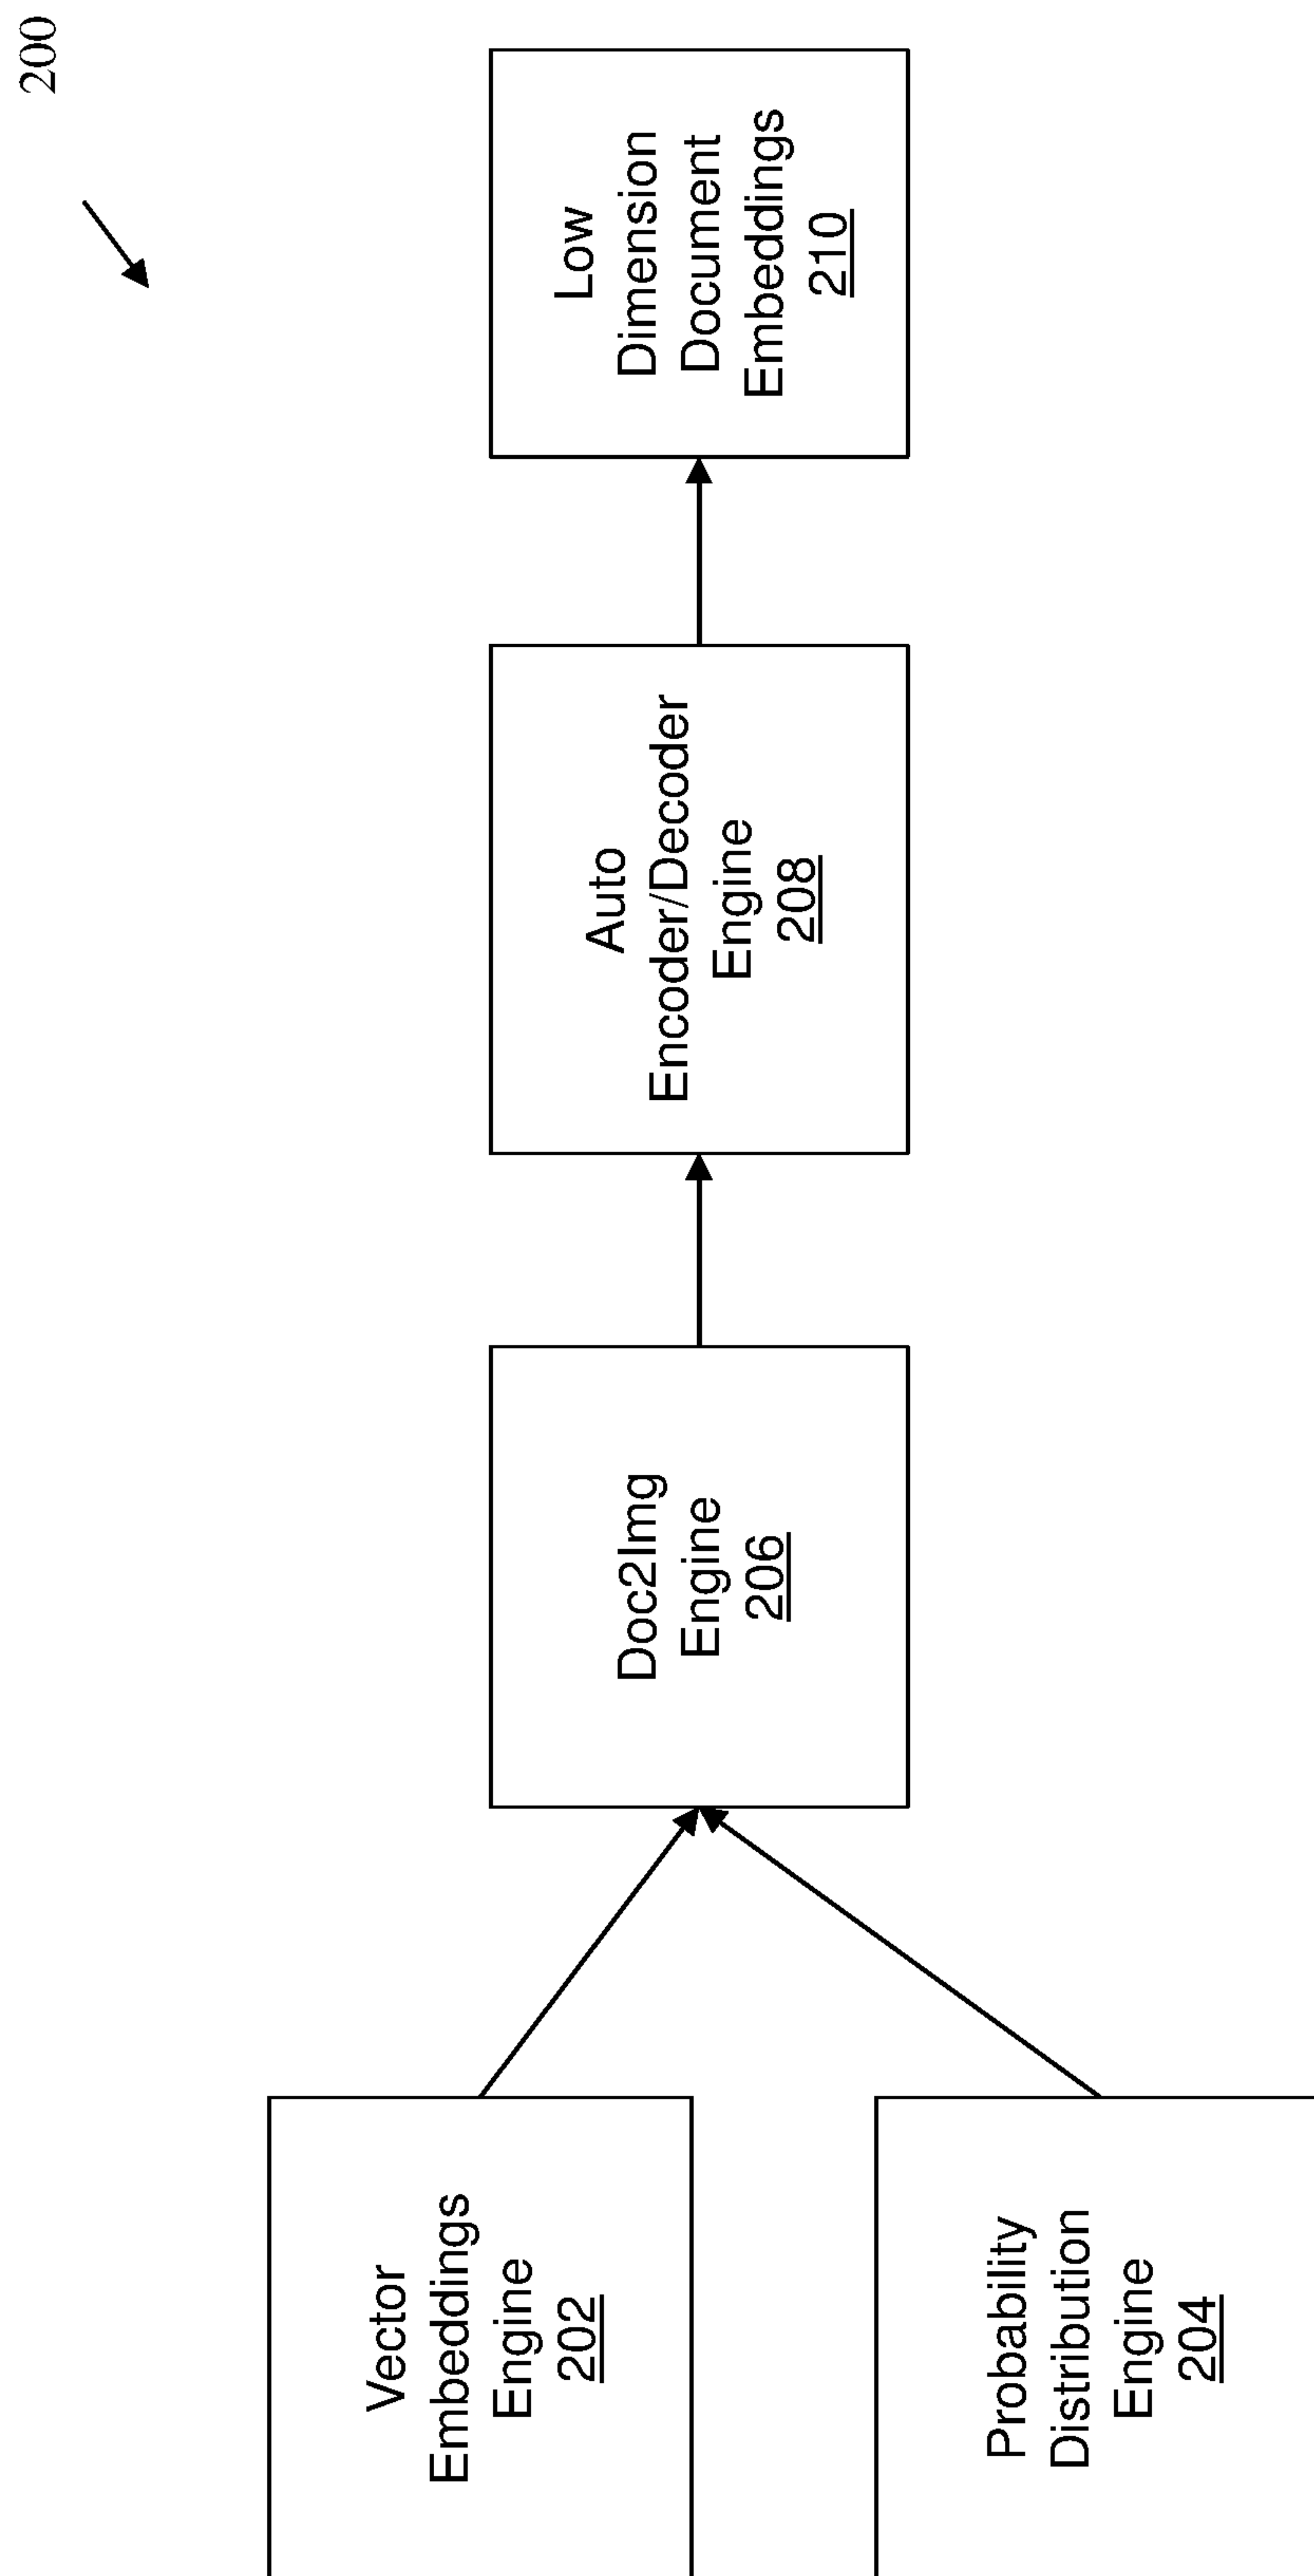 200
Vector
Embeddings
Engine
202
Probability
Distribution
Engine
204
Doc2Img
Engine
206
Auto
Encoder/Decoder
Engine
208
Low
Dimension
Document
Embeddings
210